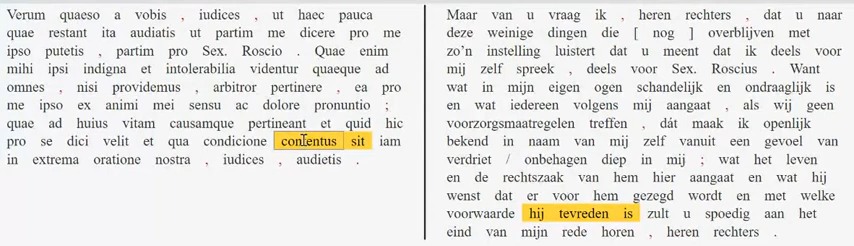 Verum quaeso a vobis , iudices , ut haec pauca
quae restant ita audiatis ut partim me dicere pro me
ipso putetis , partim pro Sex. Roscio . Quae enim
mihi ipsi indigna et intolerabilia videntur quaeque ad
omnes , nisi providemus , arbitror pertinere , ea pro
me ipso ex animi mei sensu ac dolore pronuntio ;
quae ad huius vitam causamque pertineant et quid hic
pro se dici velit et qua condicione contentus sit iam
in extrema oratione nostra , iudices , audietis .
Maar van u vraag ik , heren rechters , dat u naar
deze weinige dingen die [ nog ] overblijven met
zo’n instelling luistert dat u meent dat ik deels voor
mij zelf spreek , deels voor Sex. Roscius . Want
wat in mijn eigen ogen schandelijk en ondraaglijk is
en wat iedereen volgens mij aangaat , als wij geen
voorzorgsmaatregelen treffen , dát maak ik openlijk
bekend in naam van mij zelf vanuit een gevoel van
verdriet / onbehagen diep in mij ; wat het leven
en de rechtszaak van hem hier aangaat en wat hij
wenst dat er voor hem gezegd wordt en met welke
voorwaarde hij tevreden is zult u spoedig aan het
eind van mijn rede horen , heren rechters .